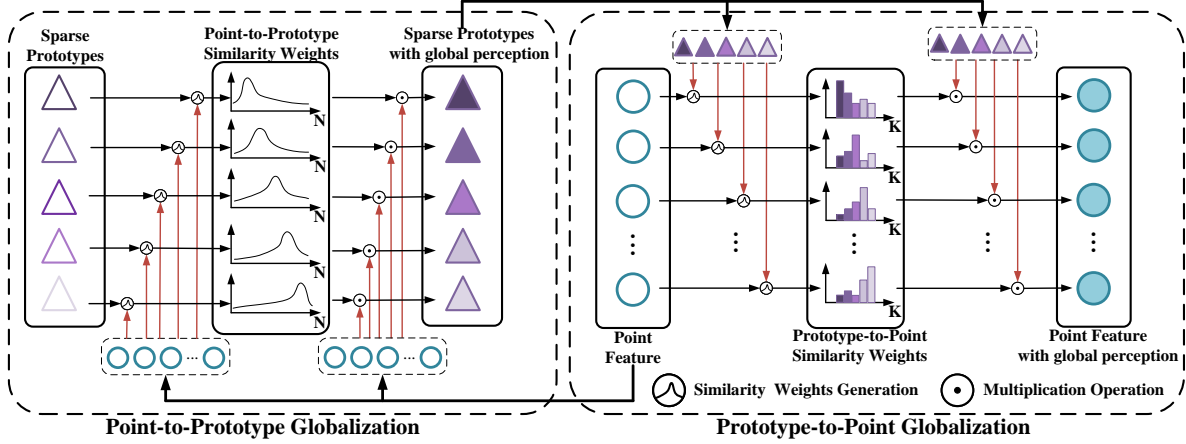 Sparse
Prototypes
Point-to-Prototype
Similarity Weights
Sparse Prototypes
with global perception
N
N
N
N
N
...
...
Point-to-Prototype Globalization
K
K
K
K
...
...
...
...
...
Point
Feature
Prototype-to-Point
Similarity Weights
Point Feature
with global perception
Similarity Weights Generation
Multiplication Operation
Prototype-to-Point Globalization